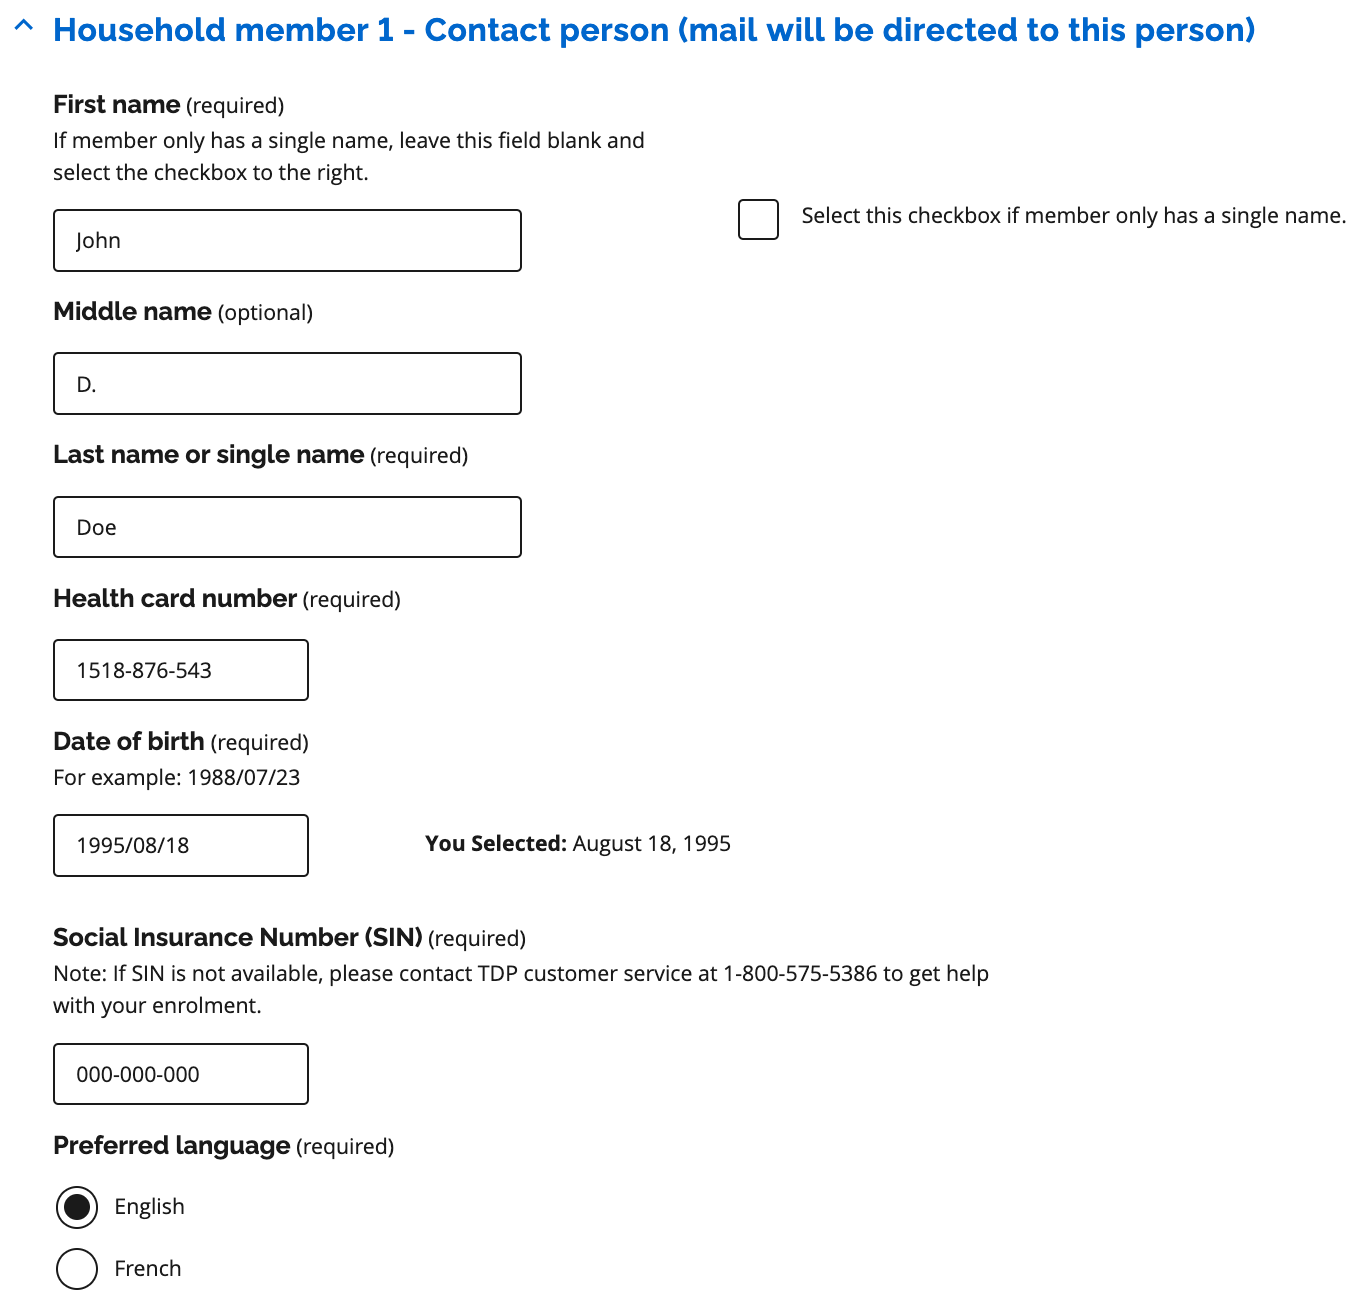 Household member 1 - Contact person (mail will be directed to this person)
First name (required)
If member only has a single name, leave this field blank and
select the checkbox to the right.
John
Select this checkbox if member only has a single name.
Middle name (optional)
D.
Last name or single name (required)
Doe
Health card number (required)
1518-876-543
Date of birth (required)
For example: 1988/07/23
1995/08/18
You Selected: August 18, 1995
Social Insurance Number (SIN) (required)
Note: If SIN is not available, please contact TDP customer service at 1-800-575-5386 to get help
with your enrolment.
000-000-000
Preferred language (required)
English
French